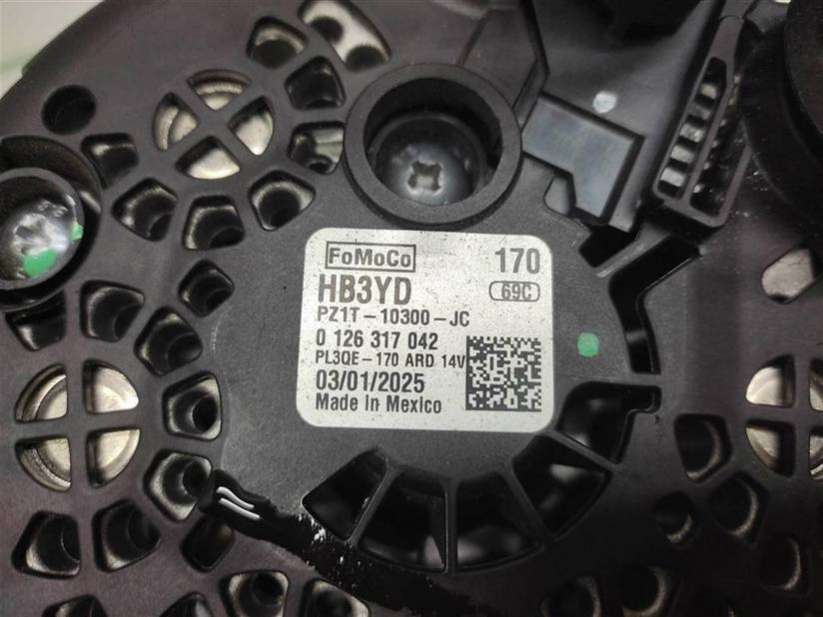 FoMoCo 170
HB3YD 69C
PZ1T-10300-JC
0 126 317 042
PL3QE-170 ARD 14V
03/01/2025
Made in Mexico